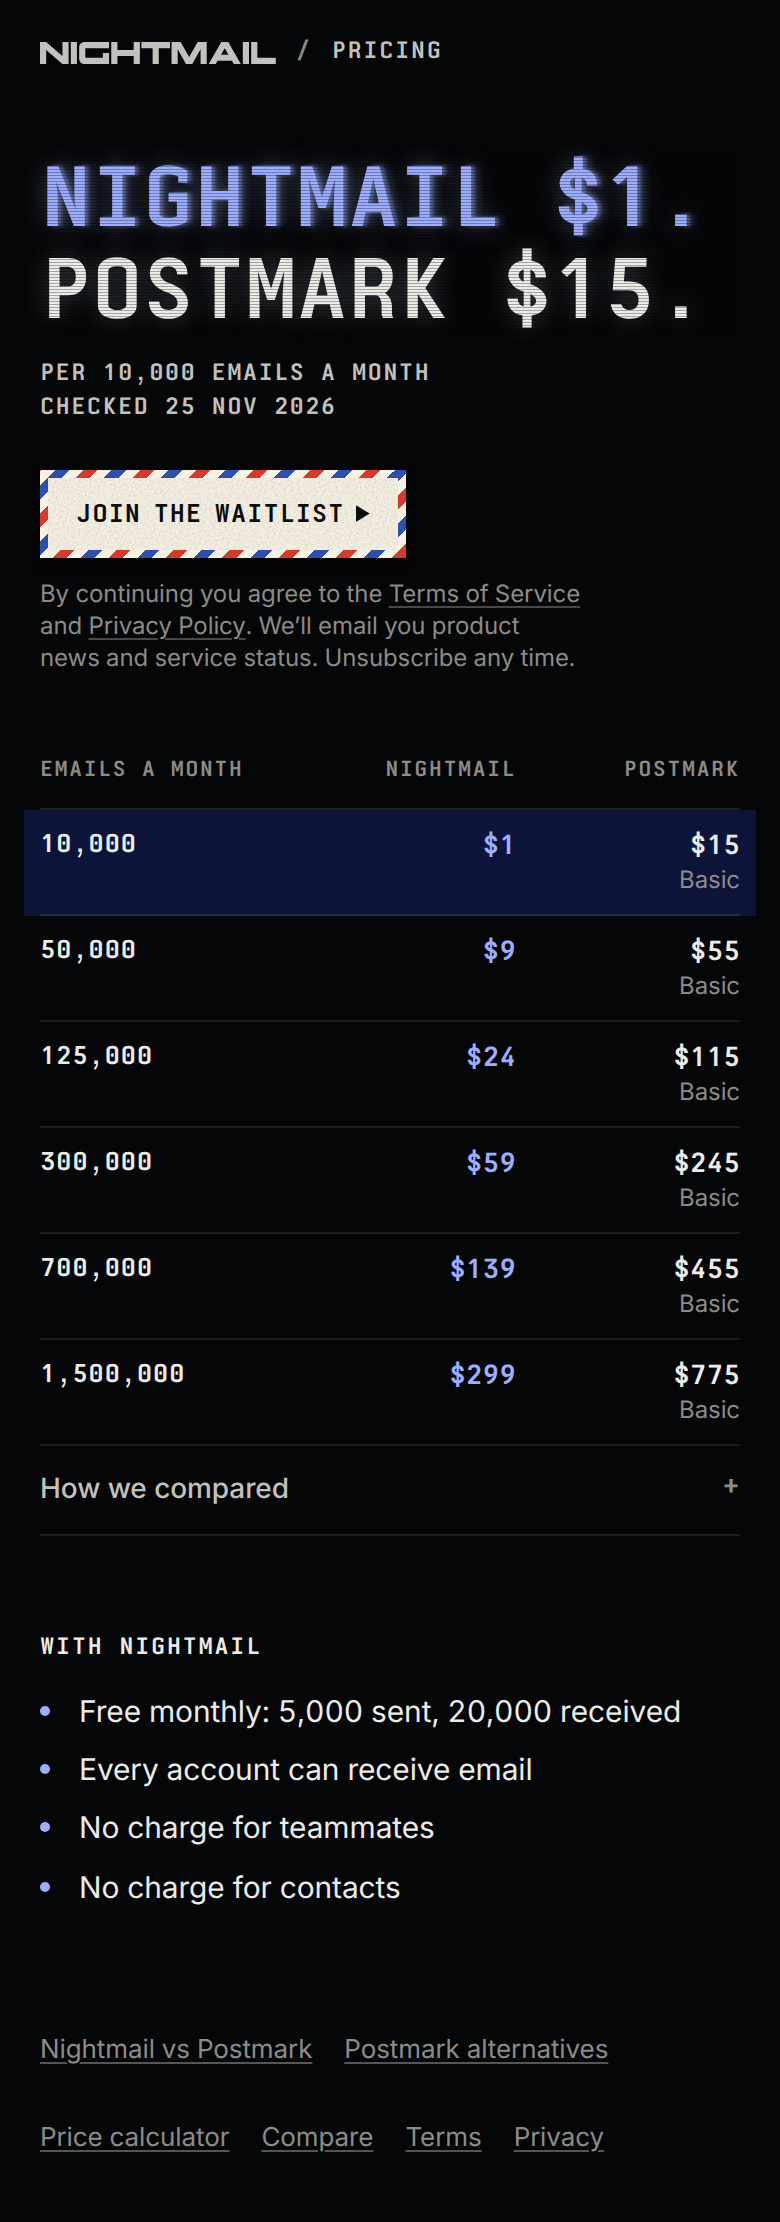 NIGHTMAIL / PRICING
NIGHTMAIL $1.
POSTMARK $15.
PER 10,000 EMAILS A MONTH
CHECKED 25 NOV 2026
JOIN THE WAITLIST ▶
By continuing you agree to the Terms of Service
and Privacy Policy. We’ll email you product
news and service status. Unsubscribe any time.
EMAILS A MONTH NIGHTMAIL POSTMARK
10,000 $1 $15
Basic
50,000 $9 $55
Basic
125,000 $24 $115
Basic
300,000 $59 $245
Basic
700,000 $139 $455
Basic
1,500,000 $299 $775
Basic
How we compared +
WITH NIGHTMAIL
• Free monthly: 5,000 sent, 20,000 received
• Every account can receive email
• No charge for teammates
• No charge for contacts
Nightmail vs Postmark Postmark alternatives
Price calculator Compare Terms Privacy